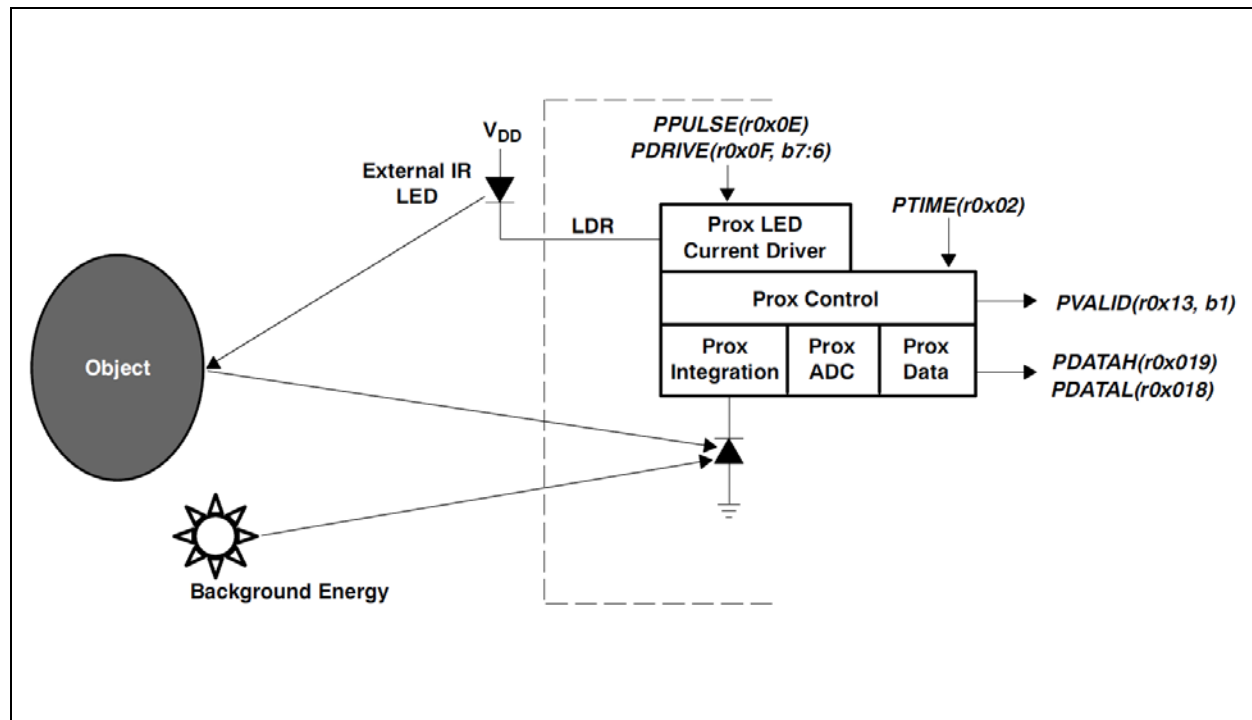 PPULSE(r0x0E)
PDRIVE(r0x0F, b7:6)
VDD
External IR
LED
PTIME(r0x02)
LDR
Prox LED
Current Driver
Prox Control
PVALID(r0x13, b1)
Prox
Integration
Prox
ADC
Prox
Data
PDATAH(r0x019)
PDATAL(r0x018)
Object
Background Energy